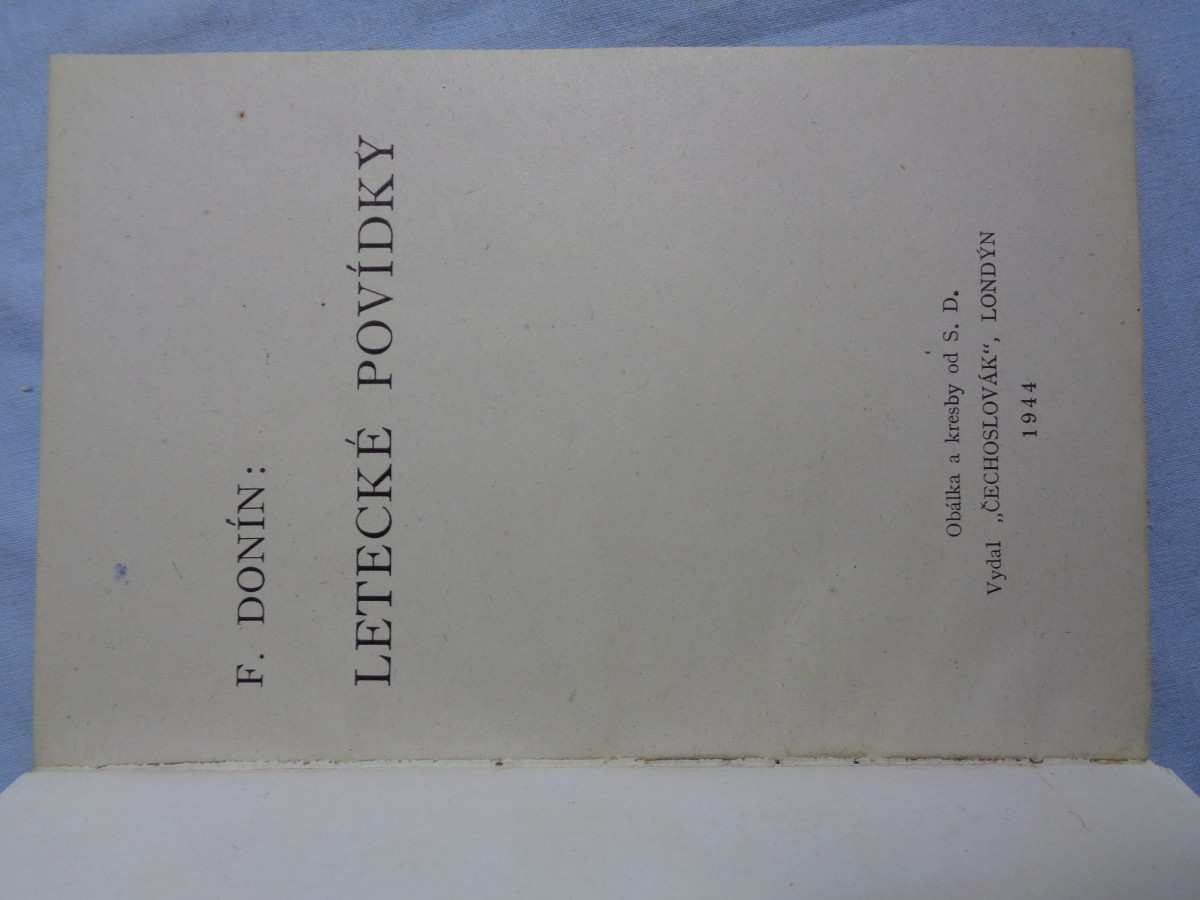 F. DONÍN:
LETECKÉ POVÍDKY
Obálka a kresby od S. D.
Vydal „ČECHOSLOVÁK“, LONDÝN
1944